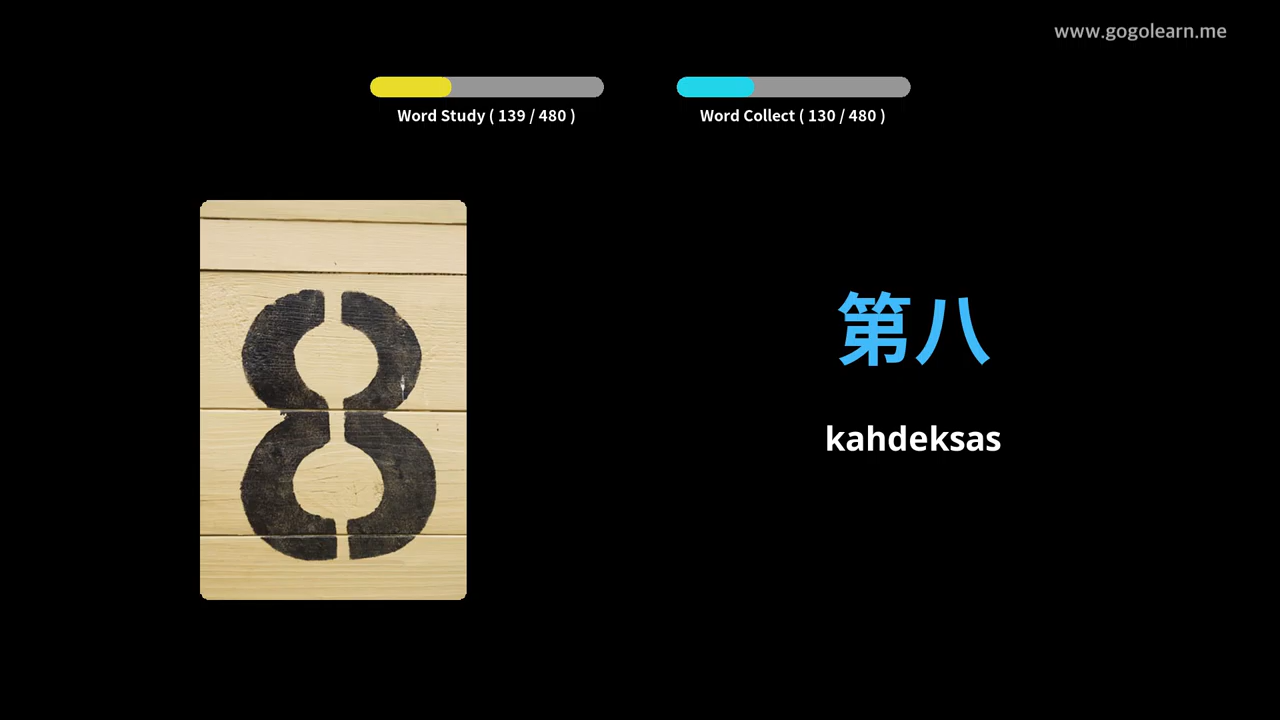 www.gogolearn.me
Word Study ( 139 / 480 )
Word Collect ( 130 / 480 )
8
第八
kahdeksas